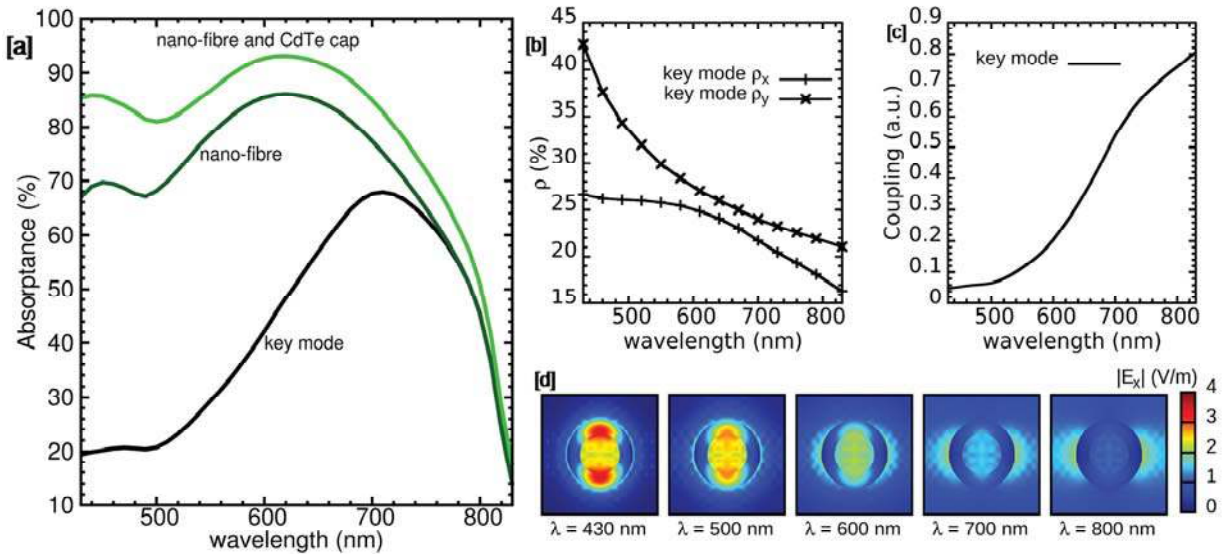 [a]
100
90
80
70
60
50
40
30
20
10
Absorptance (%)
nano-fibre and CdTe cap
nano-fibre
key mode
500
600
700
800
wavelength (nm)
[b]
45
40
35
30
25
20
15
ρ (%)
key mode ρx
key mode ρy
500
600
700
800
wavelength (nm)
[c]
0.9
0.8
0.7
0.6
0.5
0.4
0.3
0.2
0.1
0
Coupling (a.u.)
key mode
500
600
700
800
wavelength (nm)
[d]
|Ex| (V/m)
4
3
2
1
0
λ = 430 nm
λ = 500 nm
λ = 600 nm
λ = 700 nm
λ = 800 nm